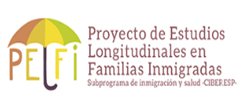 PELFI
Proyecto de Estudios
Longitudinales en
Familias Inmigradas
Subprograma de inmigración y salud -CIBERESP-